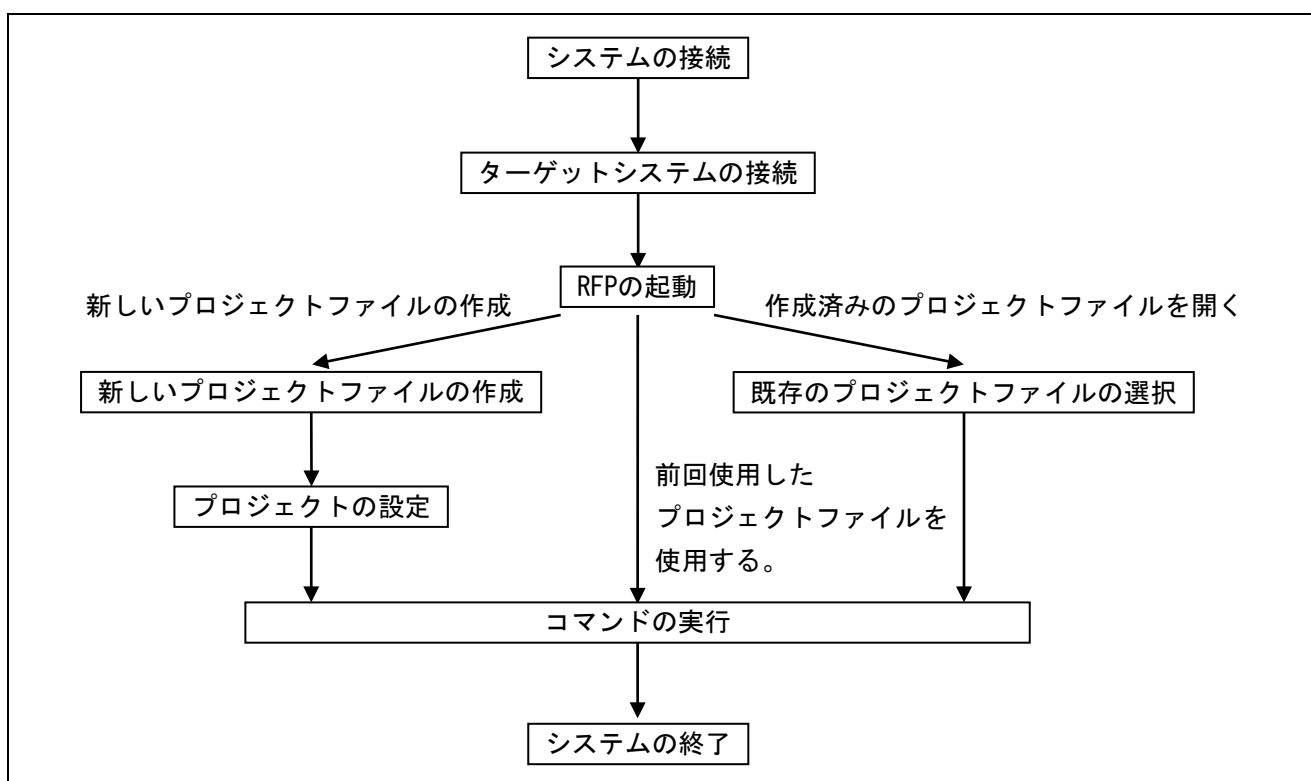 システムの接続
ターゲットシステムの接続
RFPの起動
新しいプロジェクトファイルの作成
作成済みのプロジェクトファイルを開く
新しいプロジェクトファイルの作成
既存のプロジェクトファイルの選択
プロジェクトの設定
前回使用した
プロジェクトファイルを
使用する。
コマンドの実行
システムの終了